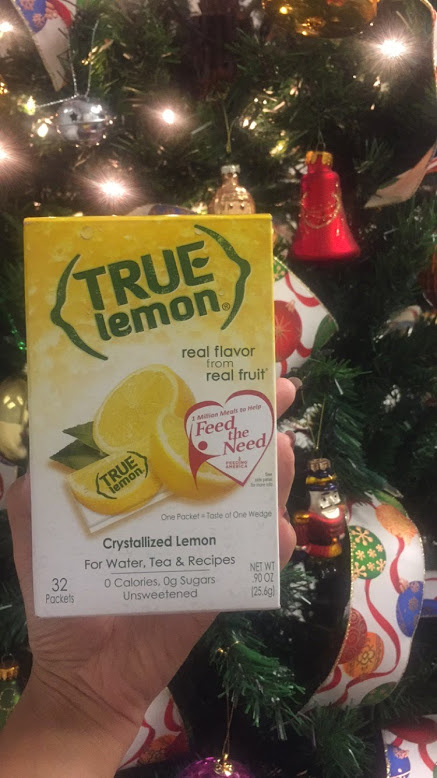 TRUE
lemon®
real flavor
from
real fruit*
1 Million Meals to Help
Feed
the
Need
FEEDING
AMERICA
TRUE
lemon
One Packet = Taste of One Wedge
Crystallized Lemon
For Water, Tea & Recipes
0 Calories, 0g Sugars
Unsweetened
32
Packets
NET WT
.90 OZ
(25.6g)